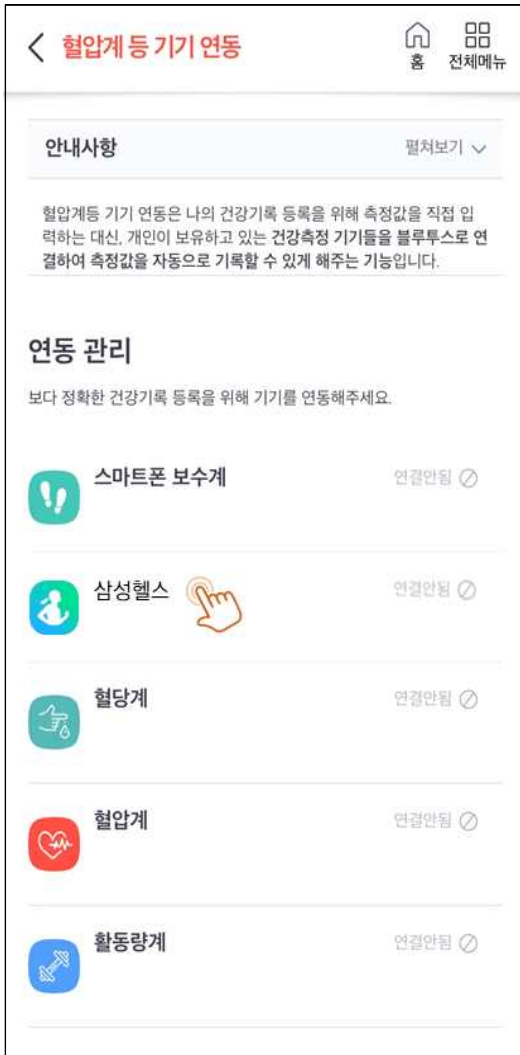 혈압계 등 기기 연동
홈
전체메뉴
안내사항
펼쳐보기
혈압계등 기기 연동은 나의 건강기록 등록을 위해 측정값을 직접 입
력하는 대신, 개인이 보유하고 있는 건강측정 기기들을 블루투스로 연
결하여 측정값을 자동으로 기록할 수 있게 해주는 기능입니다.
연동 관리
보다 정확한 건강기록 등록을 위해 기기를 연동해주세요.
스마트폰 보수계
연결안됨
삼성헬스
연결안됨
혈당계
연결안됨
혈압계
연결안됨
활동량계
연결안됨